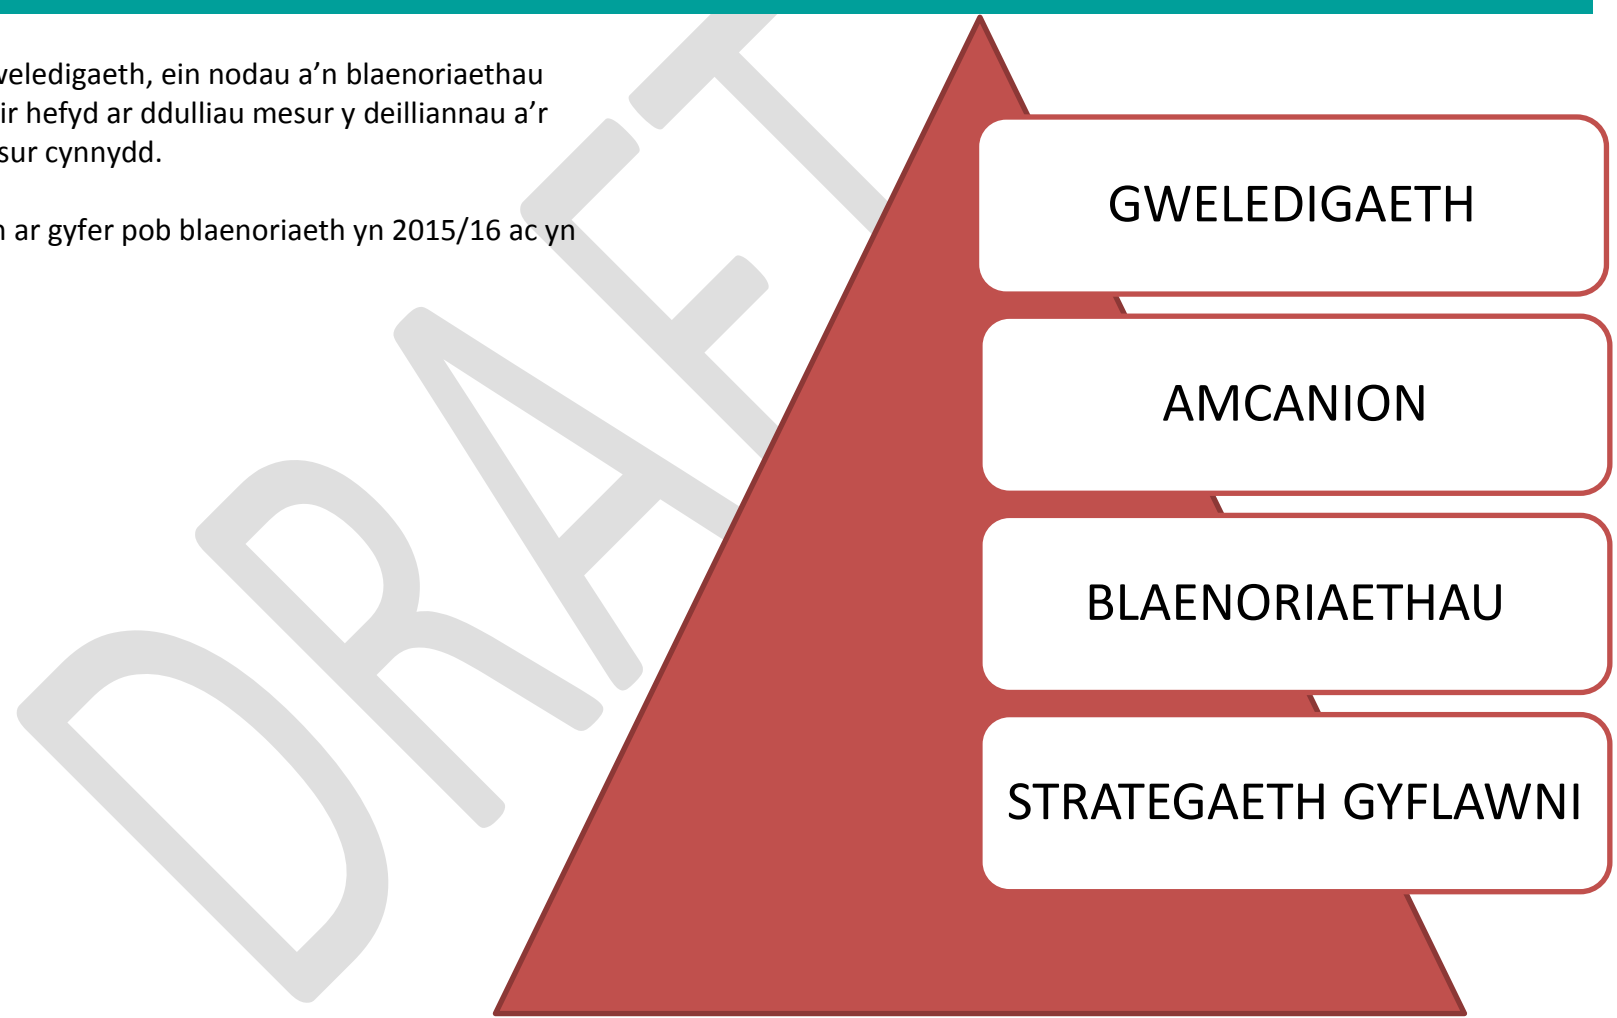 weledigaeth, ein nodau a’n blaenoriaethau
ir hefyd ar ddulliau mesur y deilliannau a’r
sur cynnydd.
ar gyfer pob blaenoriaeth yn 2015/16 ac yn
GWELEDIGAETH
AMCANION
BLAENORIAETHAU
STRATEGAETH GYFLAWNI
DRAFT